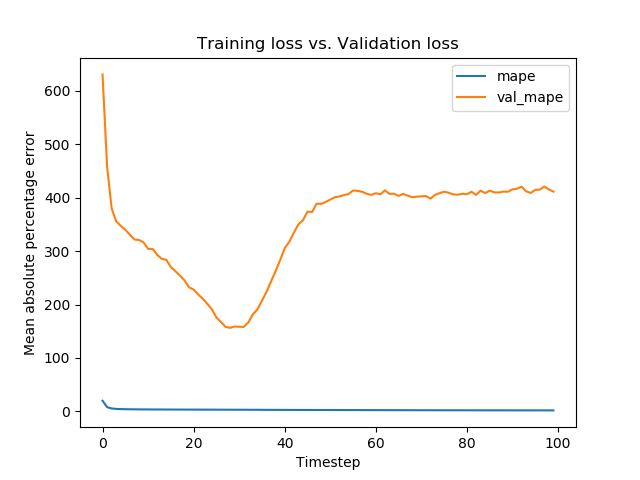 Training loss vs. Validation loss
mape
val_mape
600
500
400
300
200
100
0
Mean absolute percentage error
0 20 40 60 80 100
Timestep